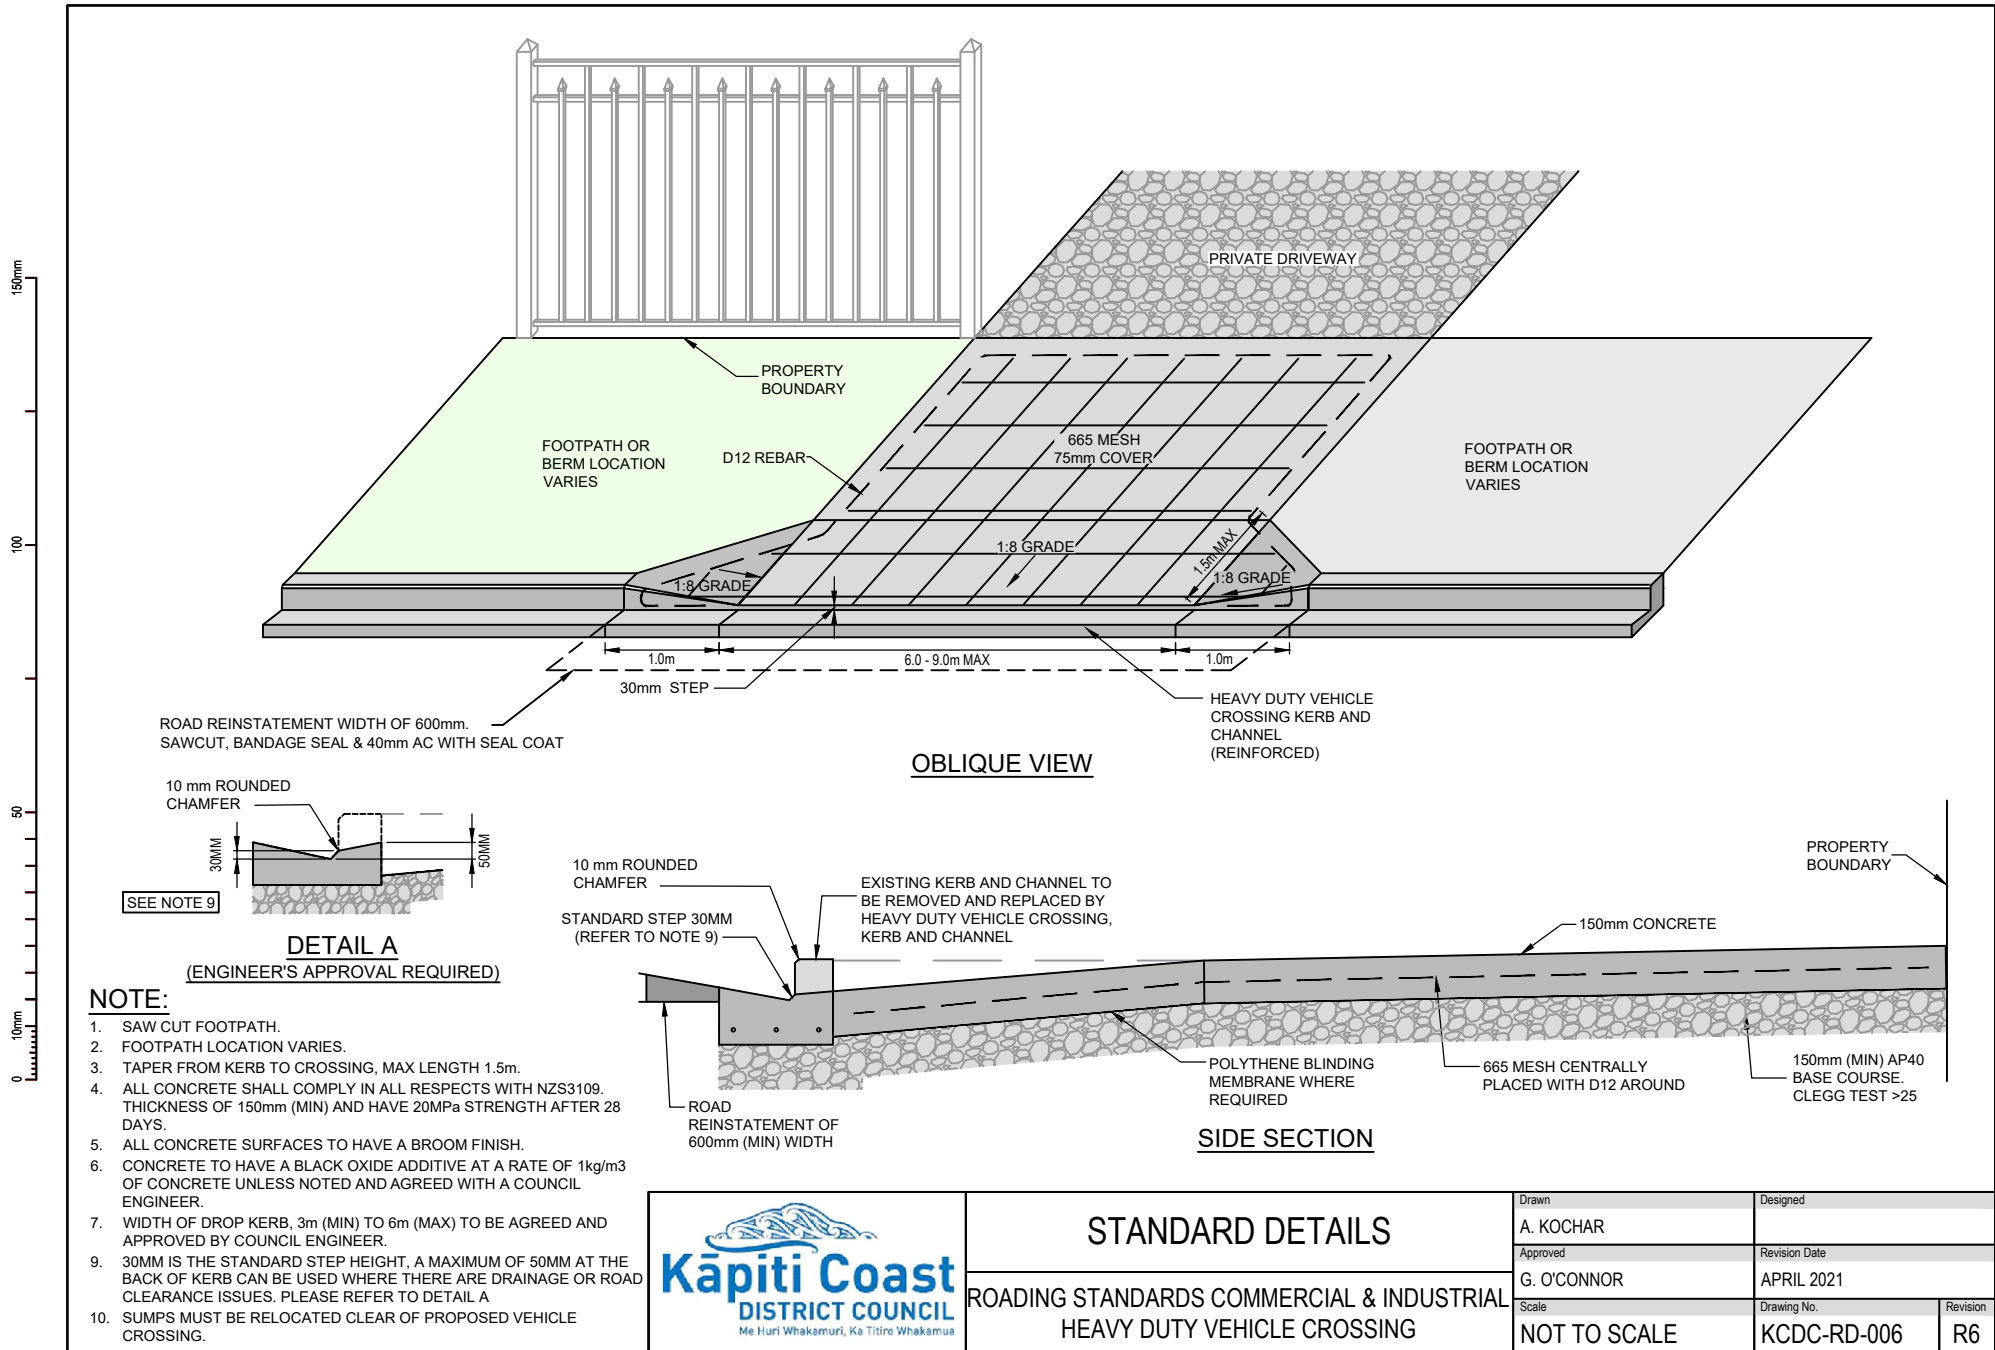 150mm
100
50
10mm
0
PRIVATE DRIVEWAY
PROPERTY
BOUNDARY
FOOTPATH OR
BERM LOCATION
VARIES
D12 REBAR
665 MESH
75mm COVER
FOOTPATH OR
BERM LOCATION
VARIES
1:8 GRADE
1:8 GRADE
1.5m MAX
1:8 GRADE
1.0m
6.0 - 9.0m MAX
1.0m
30mm STEP
ROAD REINSTATEMENT WIDTH OF 600mm.
SAWCUT, BANDAGE SEAL & 40mm AC WITH SEAL COAT
HEAVY DUTY VEHICLE
CROSSING KERB AND
CHANNEL
(REINFORCED)
OBLIQUE VIEW
10 mm ROUNDED
CHAMFER
30MM
50MM
SEE NOTE 9
DETAIL A
(ENGINEER'S APPROVAL REQUIRED)
10 mm ROUNDED
CHAMFER
STANDARD STEP 30MM
(REFER TO NOTE 9)
EXISTING KERB AND CHANNEL TO
BE REMOVED AND REPLACED BY
HEAVY DUTY VEHICLE CROSSING,
KERB AND CHANNEL
150mm CONCRETE
PROPERTY
BOUNDARY
ROAD
REINSTATEMENT OF
600mm (MIN) WIDTH
POLYTHENE BLINDING
MEMBRANE WHERE
REQUIRED
665 MESH CENTRALLY
PLACED WITH D12 AROUND
150mm (MIN) AP40
BASE COURSE.
CLEGG TEST >25
SIDE SECTION
NOTE:
1. SAW CUT FOOTPATH.
2. FOOTPATH LOCATION VARIES.
3. TAPER FROM KERB TO CROSSING, MAX LENGTH 1.5m.
4. ALL CONCRETE SHALL COMPLY IN ALL RESPECTS WITH NZS3109.
THICKNESS OF 150mm (MIN) AND HAVE 20MPa STRENGTH AFTER 28
DAYS.
5. ALL CONCRETE SURFACES TO HAVE A BROOM FINISH.
6. CONCRETE TO HAVE A BLACK OXIDE ADDITIVE AT A RATE OF 1kg/m3
OF CONCRETE UNLESS NOTED AND AGREED WITH A COUNCIL
ENGINEER.
7. WIDTH OF DROP KERB, 3m (MIN) TO 6m (MAX) TO BE AGREED AND
APPROVED BY COUNCIL ENGINEER.
9. 30MM IS THE STANDARD STEP HEIGHT, A MAXIMUM OF 50MM AT THE
BACK OF KERB CAN BE USED WHERE THERE ARE DRAINAGE OR ROAD
CLEARANCE ISSUES. PLEASE REFER TO DETAIL A
10. SUMPS MUST BE RELOCATED CLEAR OF PROPOSED VEHICLE
CROSSING.
Kāpiti Coast
DISTRICT COUNCIL
Me Huri Whakamuri, Ka Titiro Whakamua
STANDARD DETAILS
ROADING STANDARDS COMMERCIAL & INDUSTRIAL
HEAVY DUTY VEHICLE CROSSING
Drawn
A. KOCHAR
Designed
Approved
G. O'CONNOR
Revision Date
APRIL 2021
Scale
NOT TO SCALE
Drawing No.
KCDC-RD-006
Revision
R6